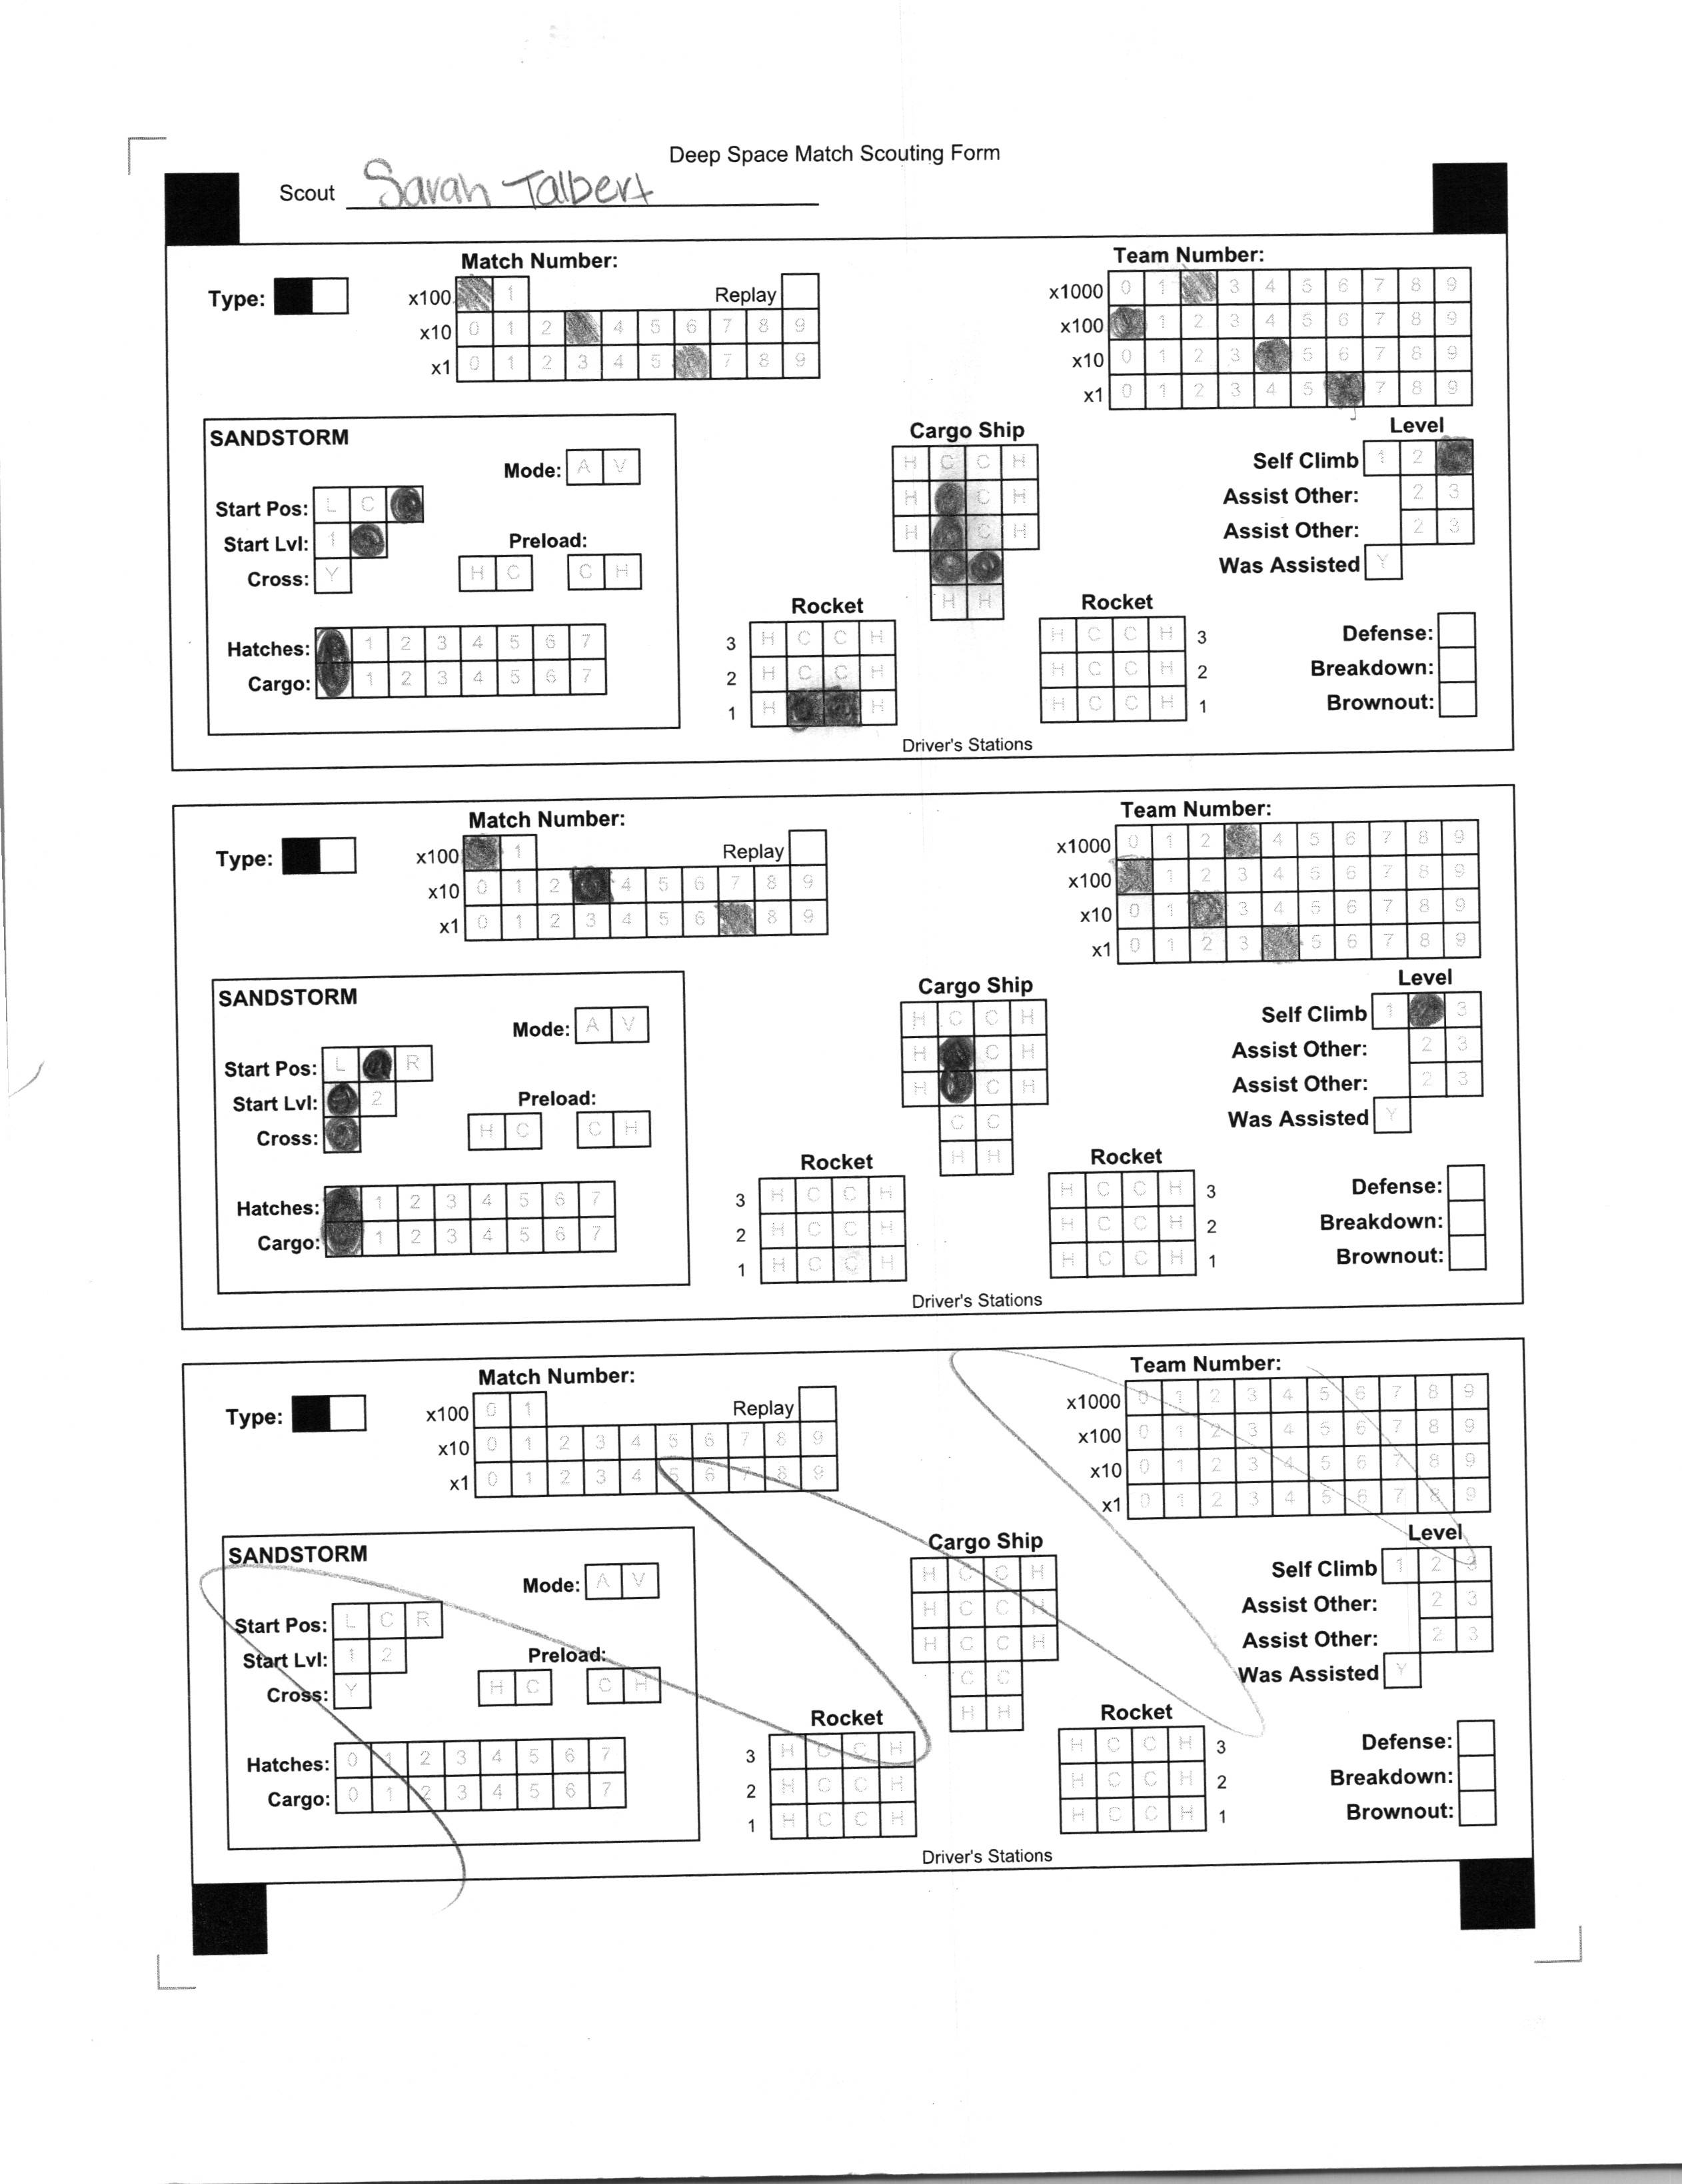 Deep Space Match Scouting Form
Scout Sarah Talbert
Match Number:
Team Number:
Type:
x100 1 Replay
x10 0 1 2 4 5 6 7 8 9
x1 0 1 2 3 4 5 7 8 9
x1000 0 1 3 4 5 6 7 8 9
x100 1 2 3 4 5 6 7 8 9
x10 0 1 2 3 5 6 7 8 9
x1 0 1 2 3 4 5 7 8 9
SANDSTORM
Mode: A V
Start Pos: L C
Start Lvl: 1
Preload:
Cross: Y H C C H
Hatches: 1 2 3 4 5 6 7
Cargo: 1 2 3 4 5 6 7
Cargo Ship
H C C H
H C H
H C H
H H
Rocket
3 H C C H
2 H C C H
1 H H
Rocket
H C C H 3
H C C H 2
H C C H 1
Driver's Stations
Level
Self Climb 1 2
Assist Other: 2 3
Assist Other: 2 3
Was Assisted Y
Defense:
Breakdown:
Brownout:
Match Number:
Team Number:
Type:
x100 1 Replay
x10 0 1 2 4 5 6 7 8 9
x1 0 1 2 3 4 5 6 8 9
x1000 0 1 2 4 5 6 7 8 9
x100 1 2 3 4 5 6 7 8 9
x10 0 1 3 4 5 6 7 8 9
x1 0 1 2 3 5 6 7 8 9
SANDSTORM
Mode: A V
Start Pos: L R
Start Lvl: 2
Preload:
Cross: H C C H
Hatches: 1 2 3 4 5 6 7
Cargo: 1 2 3 4 5 6 7
Cargo Ship
H C C H
H C H
H C H
C C
H H
Rocket
3 H C C H
2 H C C H
1 H C C H
Rocket
H C C H 3
H C C H 2
H C C H 1
Driver's Stations
Level
Self Climb 1 3
Assist Other: 2 3
Assist Other: 2 3
Was Assisted Y
Defense:
Breakdown:
Brownout:
Match Number:
Team Number:
Type:
x100 0 1 Replay
x10 0 1 2 3 4 5 6 7 8 9
x1 0 1 2 3 4 5 6 7 8 9
x1000 0 1 2 3 4 5 6 7 8 9
x100 0 1 2 3 4 5 6 7 8 9
x10 0 1 2 3 4 5 6 7 8 9
x1 0 1 2 3 4 5 6 7 8 9
SANDSTORM
Mode: A V
Start Pos: L C R
Start Lvl: 1 2
Preload:
Cross: Y H C C H
Hatches: 0 1 2 3 4 5 6 7
Cargo: 0 1 2 3 4 5 6 7
Cargo Ship
H C C H
H C C H
H C C H
C C
H H
Rocket
3 H C C H
2 H C C H
1 H C C H
Rocket
H C C H 3
H C C H 2
H C C H 1
Driver's Stations
Level
Self Climb 1 2 3
Assist Other: 2 3
Assist Other: 2 3
Was Assisted Y
Defense:
Breakdown:
Brownout: